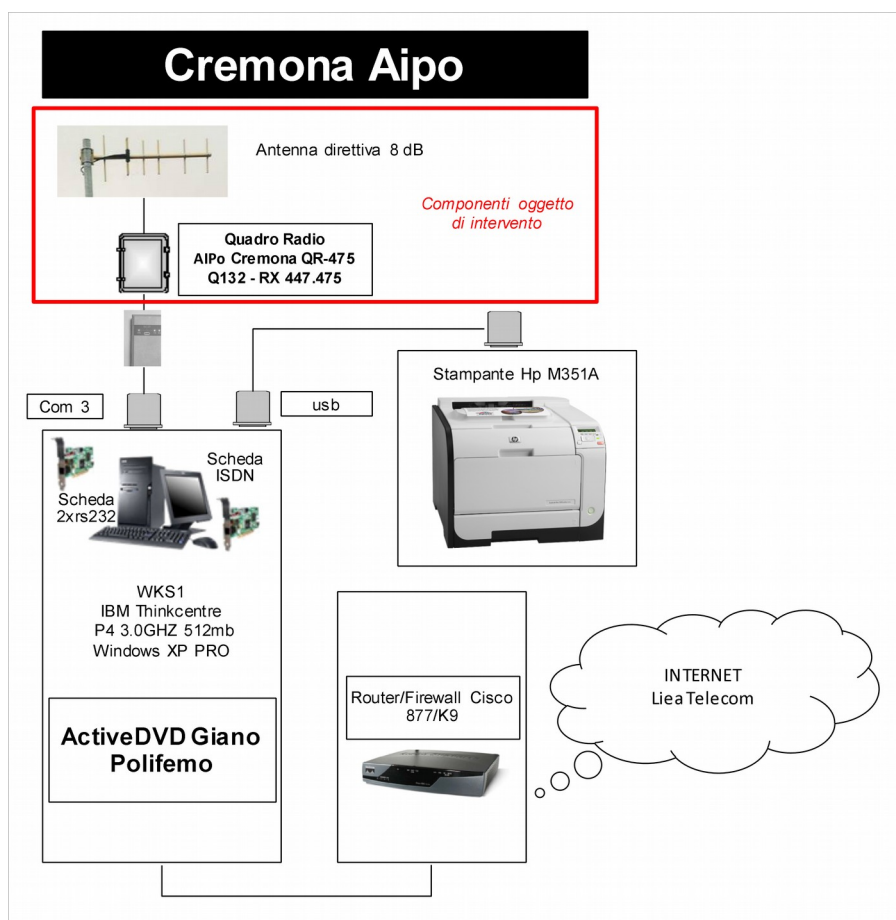 Cremona Aipo
Antenna direttiva 8 dB
Componenti oggetto
di intervento
Quadro Radio
AIPo Cremona QR-475
Q132 - RX 447.475
Stampante Hp M351A
Com 3
usb
Scheda
ISDN
Scheda
2xrs232
WKS1
IBM Thinkcentre
P4 3.0GHZ 512mb
Windows XP PRO
Router/Firewall Cisco
877/K9
INTERNET
Liea Telecom
ActiveDVD Giano
Polifemo